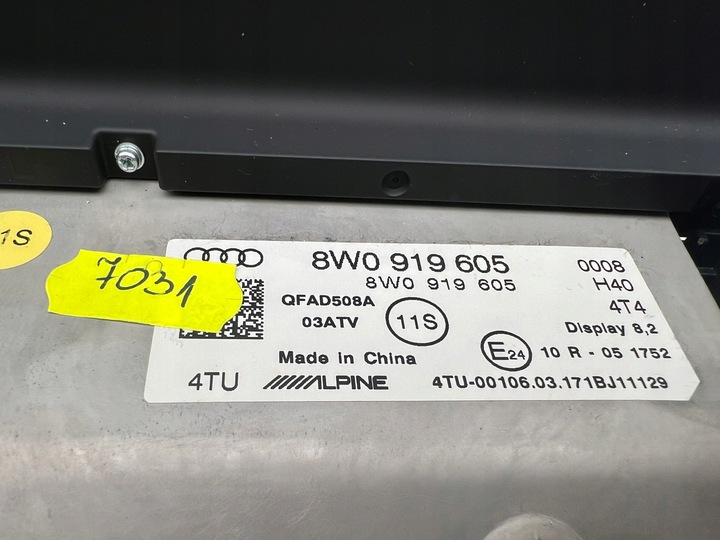 1S
7031
8W0 919 605
8W0 919 605
0008
H40
4T4
QFAD508A
03ATV
11S
Display 8,2
Made in China
E24
10 R - 05 1752
4TU
ALPINE
4TU-00106.03.171BJ11129